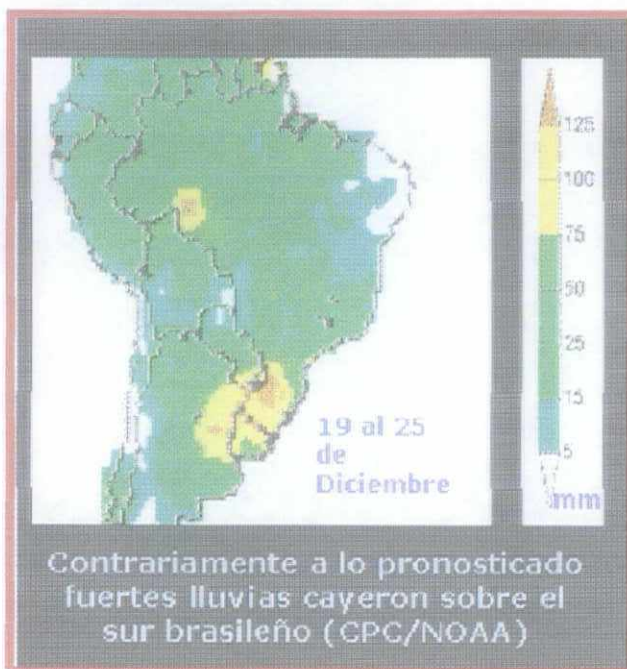 125
100
75
50
25
15
5
mm
19 al 25
de
Diciembre
Contrariamente a lo pronosticado
fuertes lluvias cayeron sobre el
sur brasileño (CPC/NOAA)